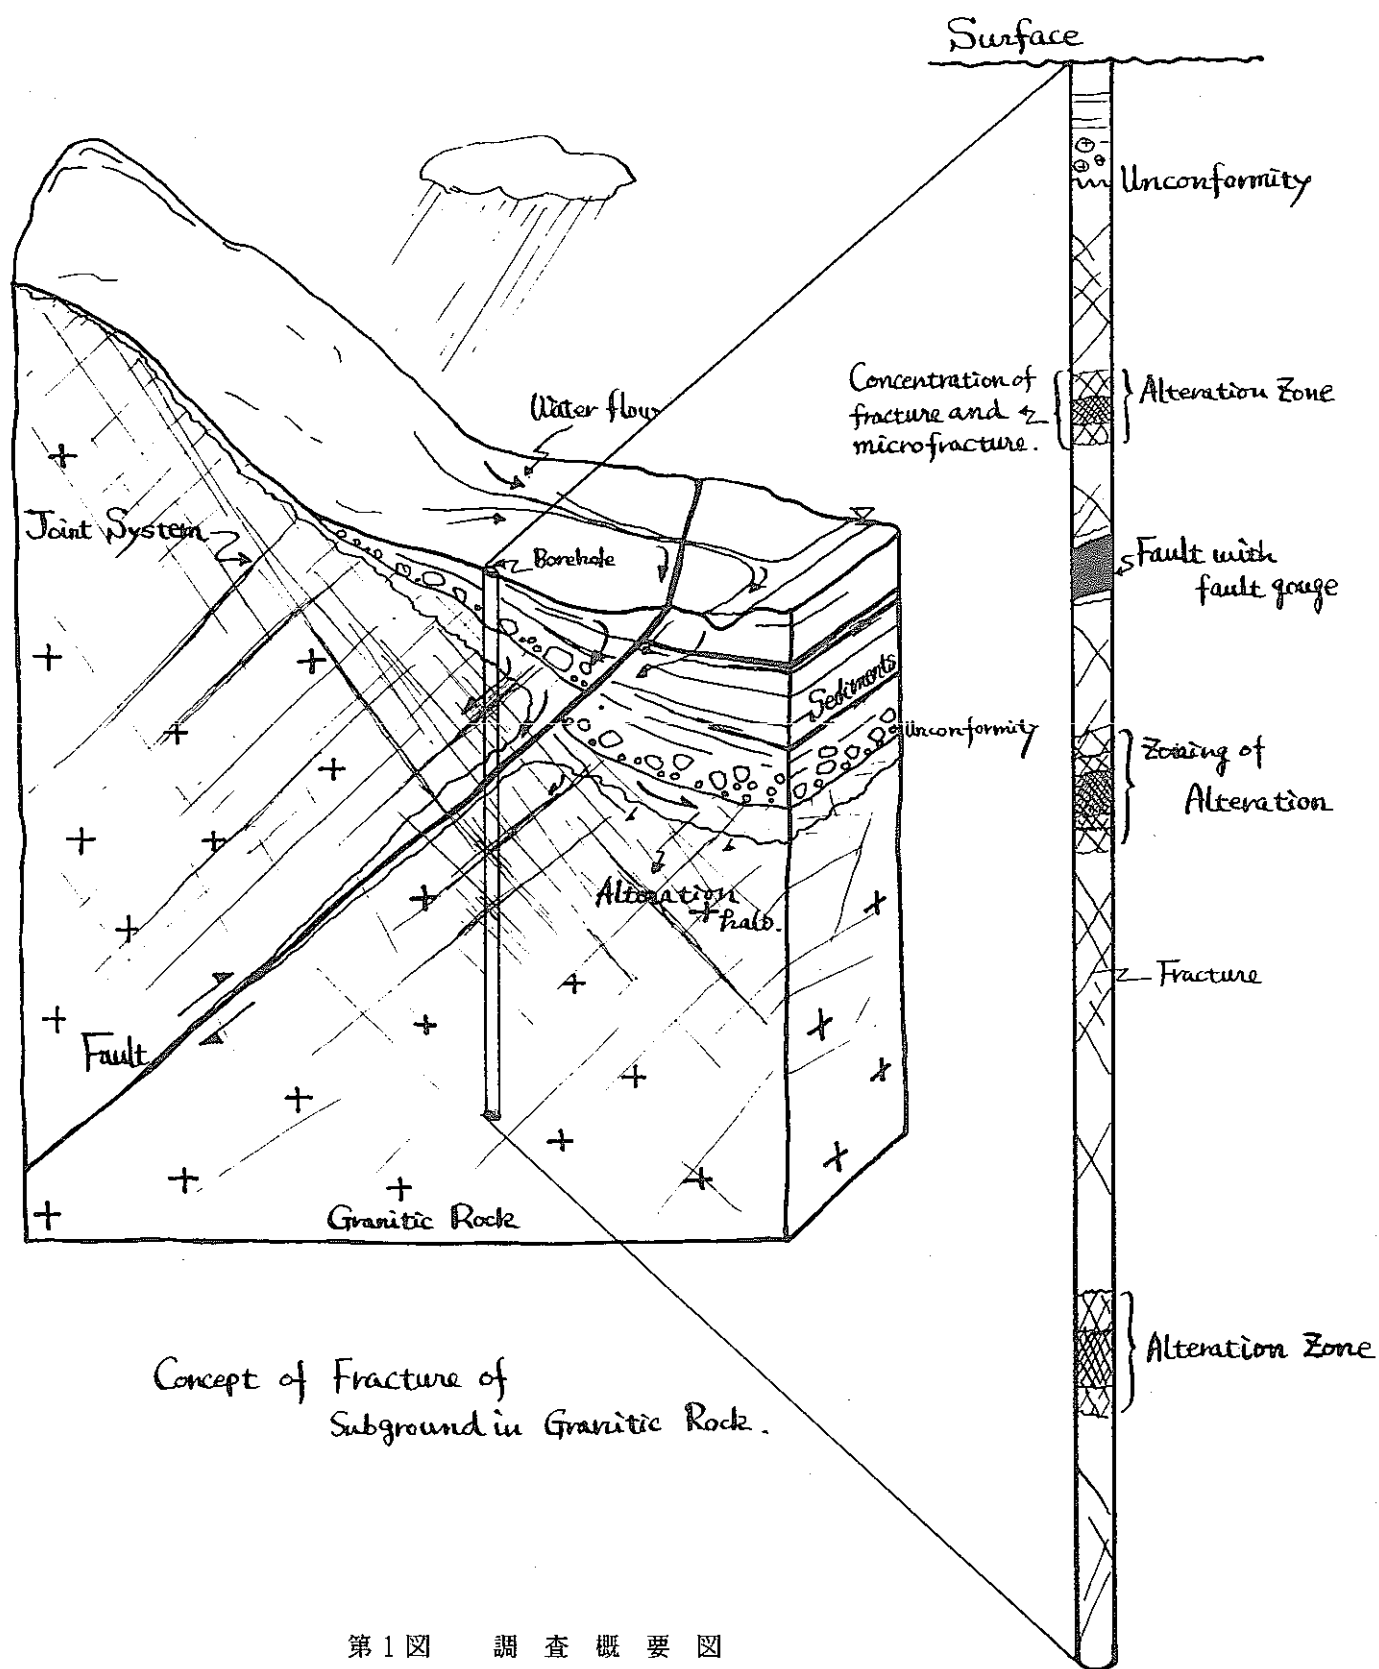 Surface
Unconformity
Concentration of
fracture and
microfracture.
Alteration Zone
Water flow
Joint System
Borehole
Fault with
fault gouge
Sediments
Unconformity
Zoning of
Alteration
Alteration
halo.
Fracture
Fault
Granitic Rock
Alteration Zone
Concept of Fracture of
Subground in Granitic Rock.
第1図 調査概要図